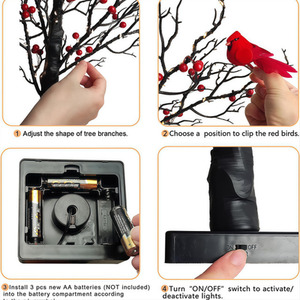 1 Adjust the shape of tree branches.
2 Choose a position to clip the red birds.
3 Install 3 pcs new AA batteries (NOT included)
into the battery compartment according
4 Turn "ON/OFF" switch to activate/
deactivate lights.
OFF